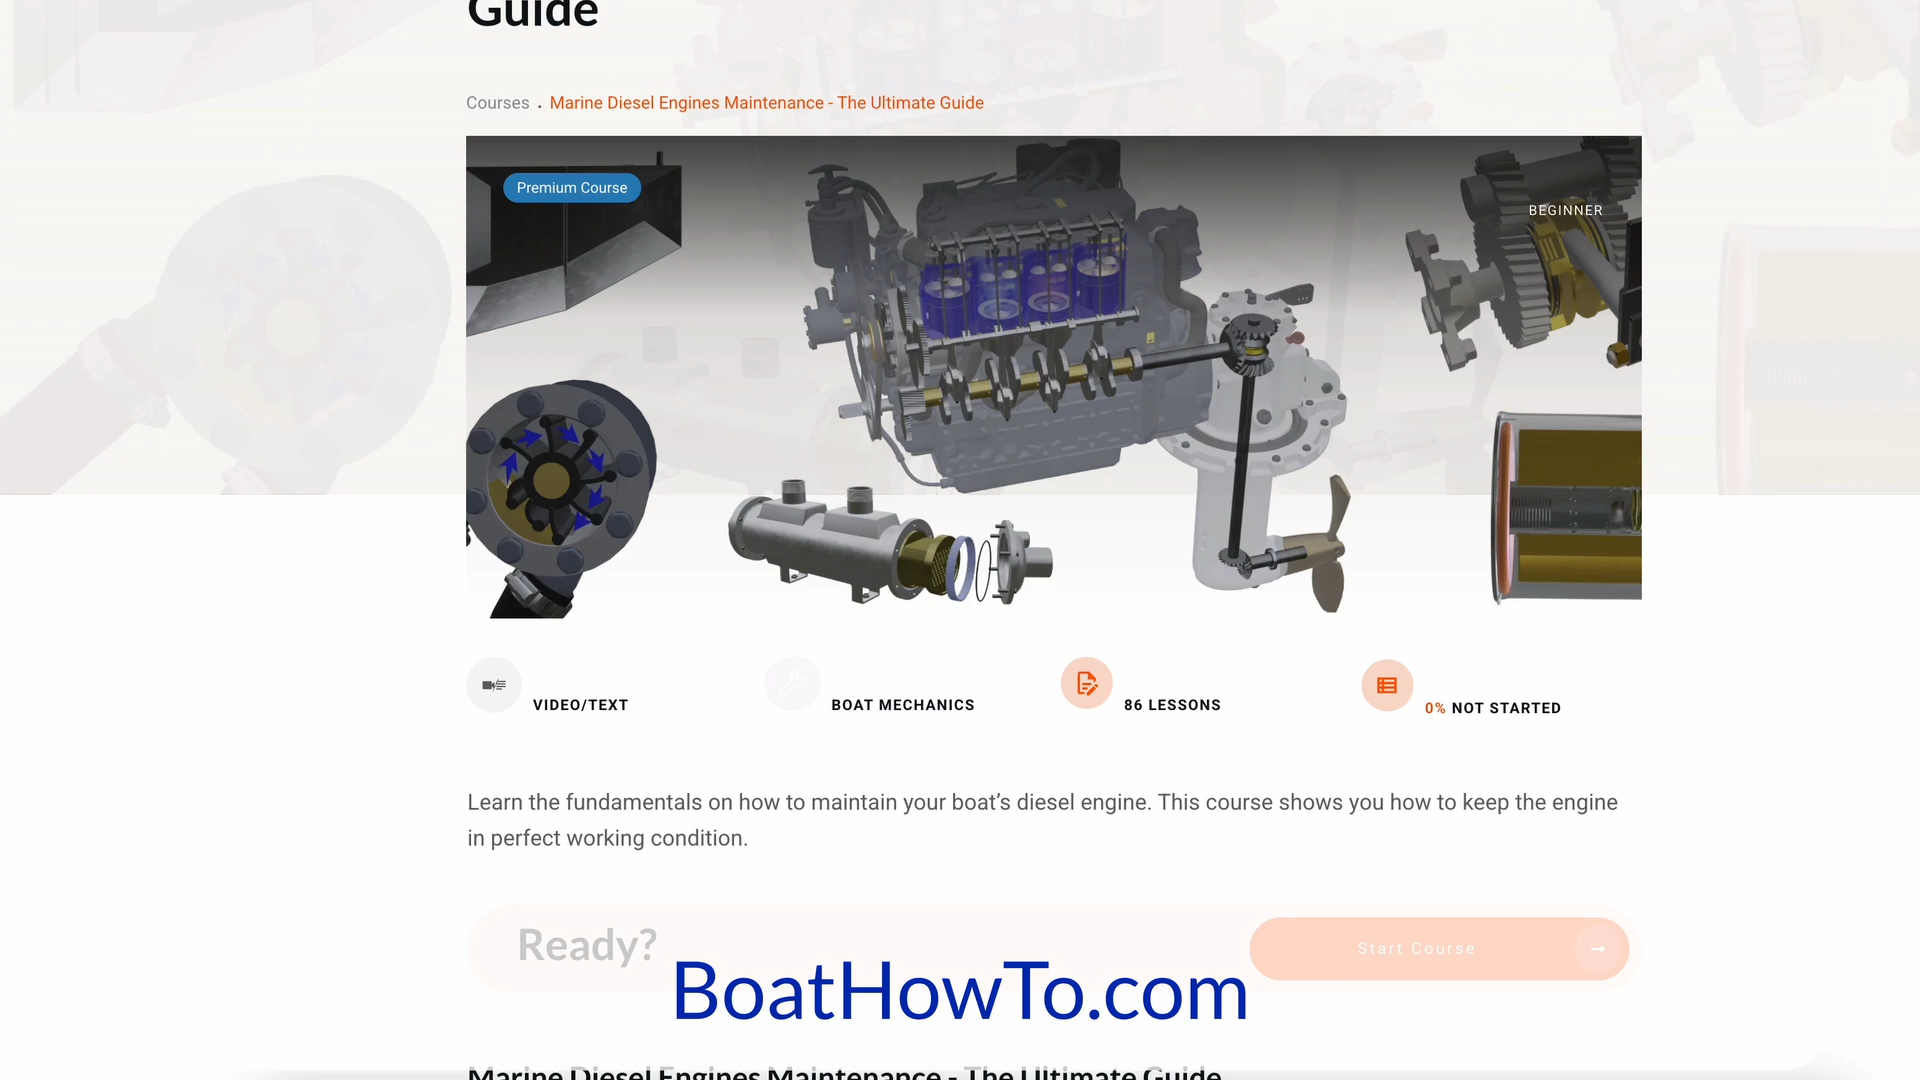 Guide
Courses . Marine Diesel Engines Maintenance - The Ultimate Guide
Premium Course
BEGINNER
VIDEO/TEXT
BOAT MECHANICS
86 LESSONS
0% NOT STARTED
Learn the fundamentals on how to maintain your boat’s diesel engine. This course shows you how to keep the engine
in perfect working condition.
Ready?
Start Course
BoatHowTo.com
Marine Diesel Engines Maintenance - The Ultimate Guide